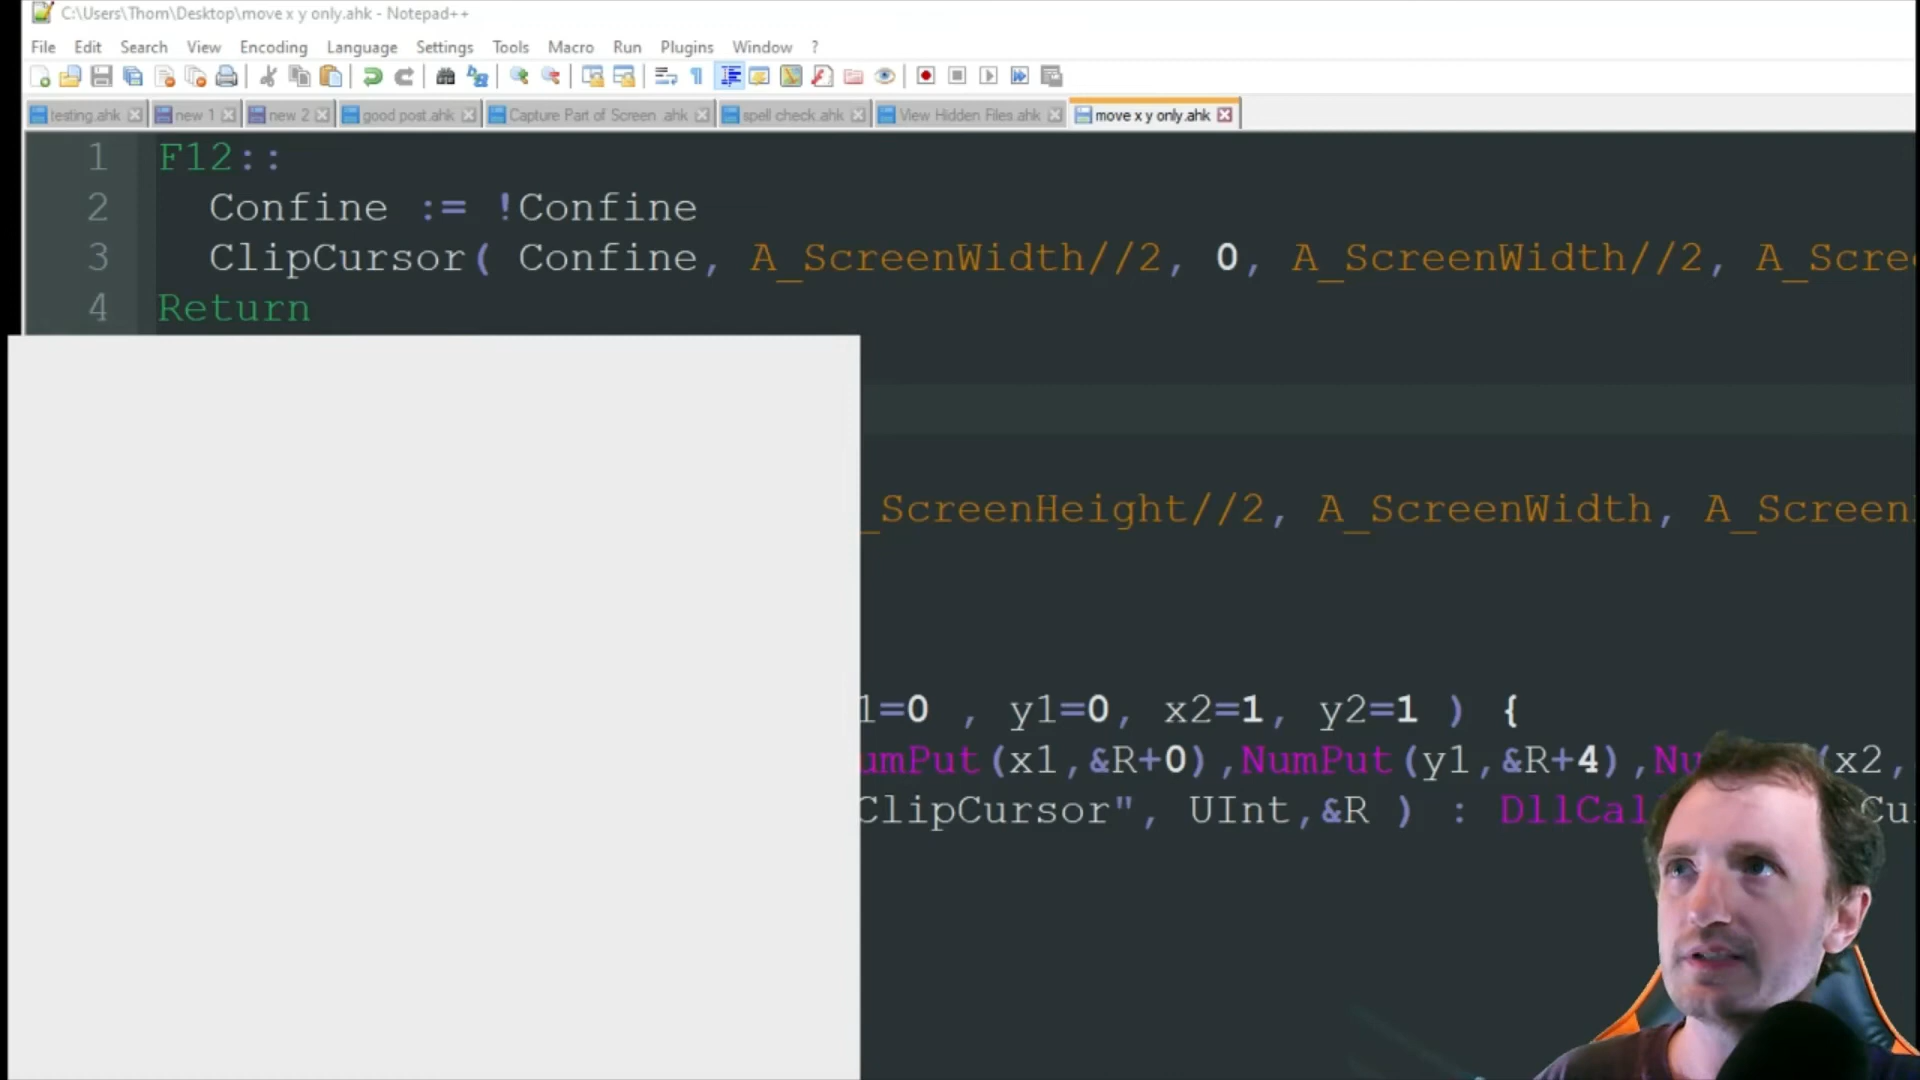 C:\Users\Thom\Desktop\move x y only.ahk - Notepad++
File Edit Search View Encoding Language Settings Tools Macro Run Plugins Window ?
testing.ahk new 1 new 2 good post.ahk Capture Part of Screen .ahk spell check.ahk View Hidden Files.ahk move x y only.ahk
1 F12::
2 Confine := !Confine
3 ClipCursor( Confine, A_ScreenWidth//2, 0, A_ScreenWidth//2, A_Scree
4 Return
_ScreenHeight//2, A_ScreenWidth, A_Screen
1=0 , y1=0, x2=1, y2=1 ) {
umPut(x1,&R+0),NumPut(y1,&R+4),Nu (x2,
ClipCursor", UInt,&R ) : DllCal Cu